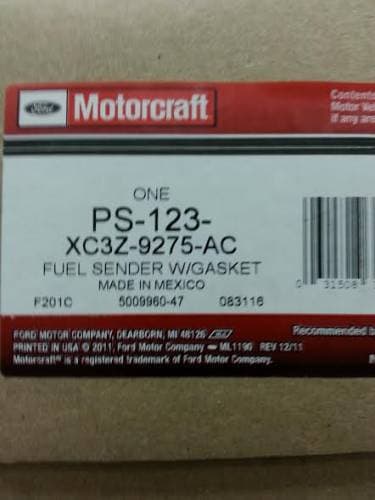 Ford Motorcraft
Contents
Motor Veh
If any are
ONE
PS-123-
XC3Z-9275-AC
FUEL SENDER W/GASKET
MADE IN MEXICO
F201C 5009960-47 083116
0 31508
FORD MOTOR COMPANY, DEARBORN, MI 48126
Recommended b
PRINTED IN USA © 2011, Ford Motor Company — ML1190 REV 12/11
Motorcraft® is a registered trademark of Ford Motor Company.